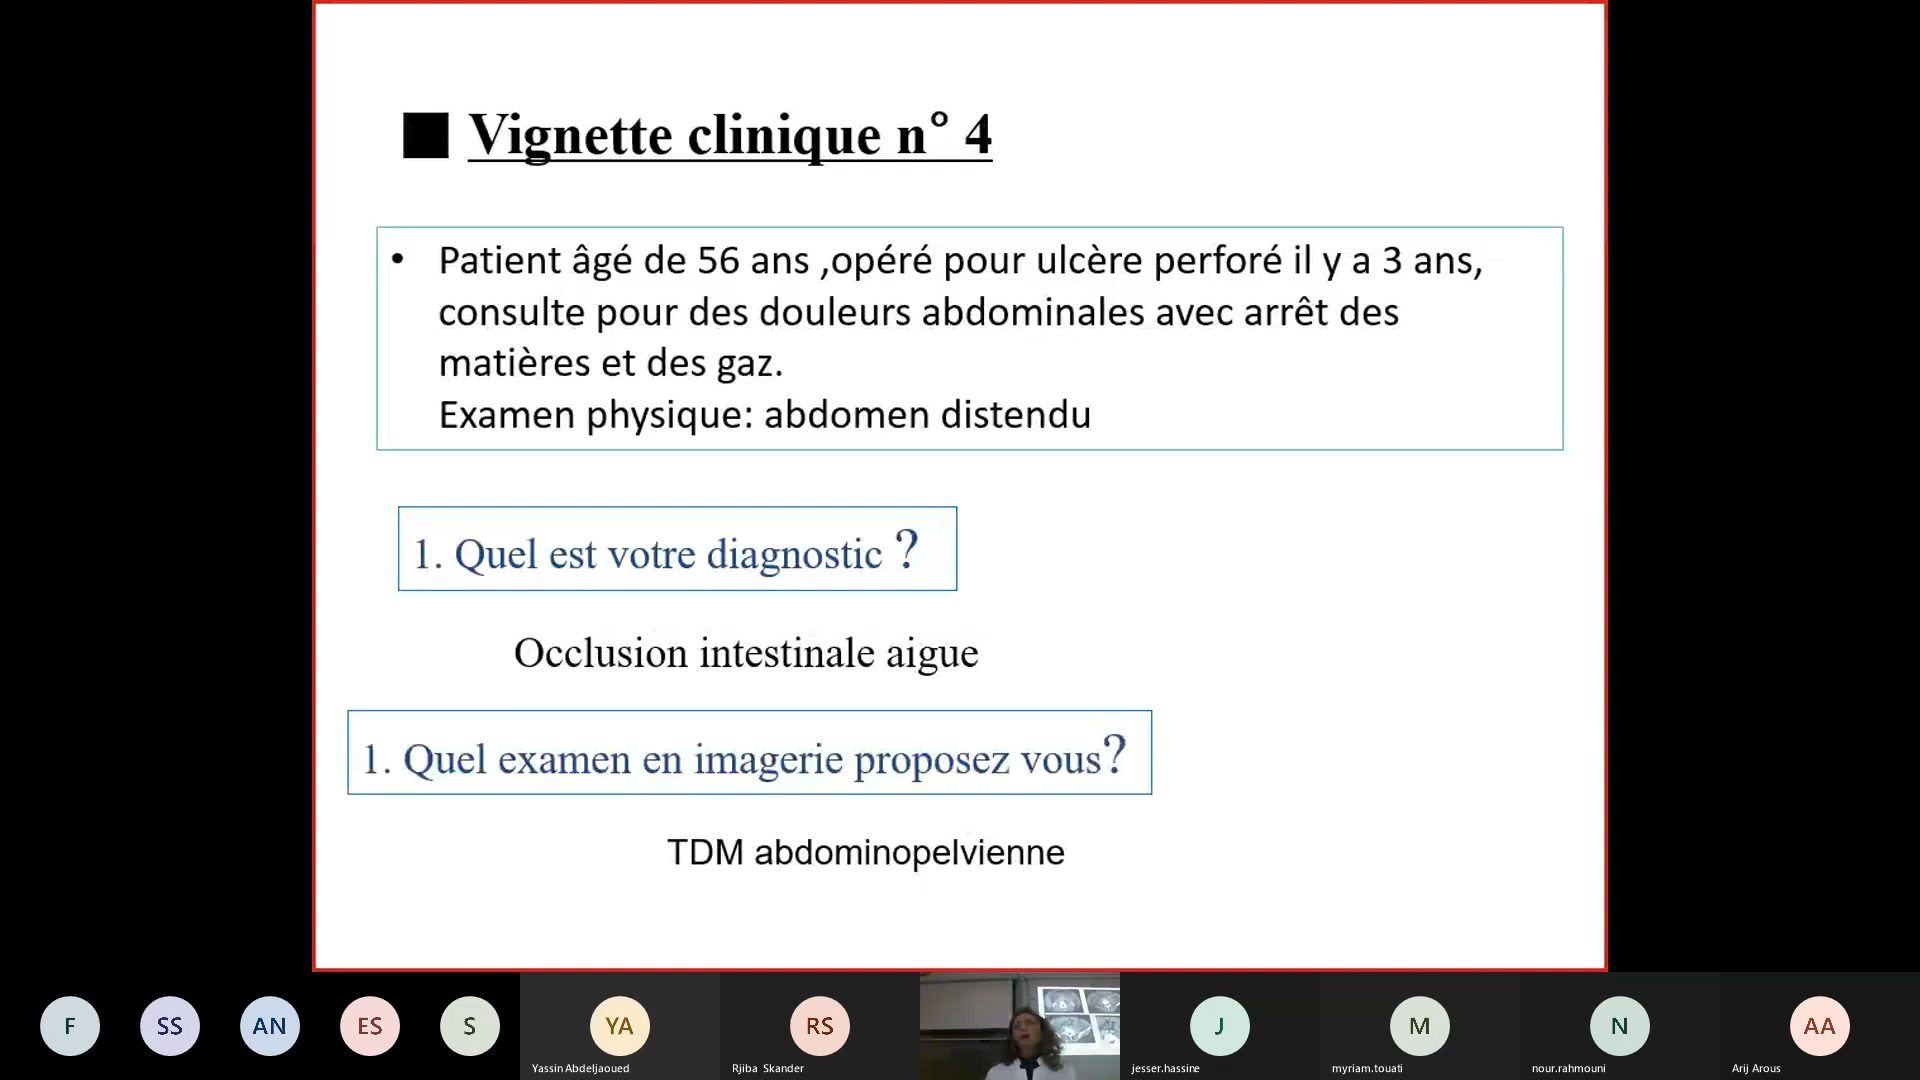 Vignette clinique n° 4
• Patient âgé de 56 ans ,opéré pour ulcère perforé il y a 3 ans,
consulte pour des douleurs abdominales avec arrêt des
matières et des gaz.
Examen physique: abdomen distendu
1. Quel est votre diagnostic ?
Occlusion intestinale aigue
1. Quel examen en imagerie proposez vous?
TDM abdominopelvienne
F SS AN ES S YA RS J M N AA
Yassin Abdeljaoued Rjiba Skander jesser.hassine myriam.touati nour.rahmouni Arij Arous